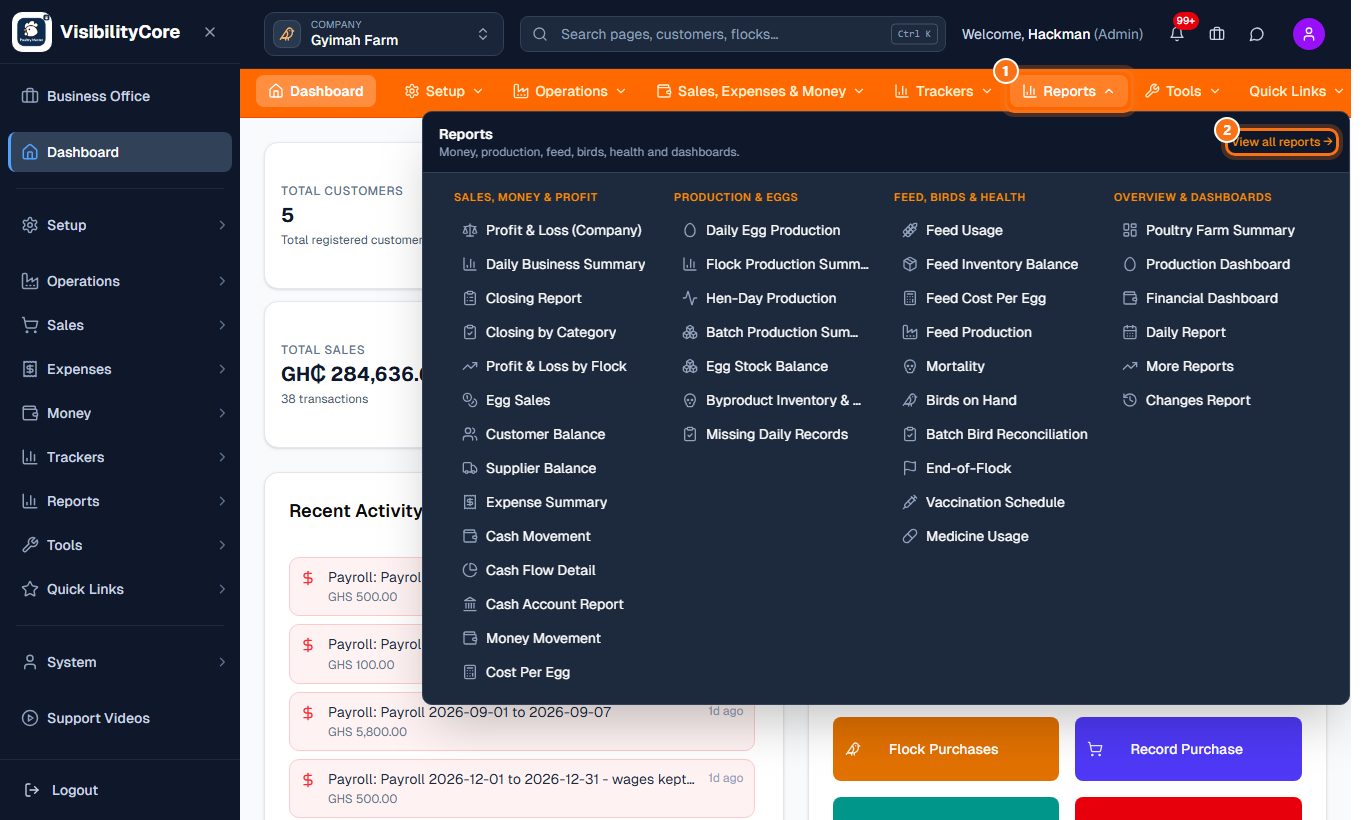 VisibilityCore
COMPANY
Gyimah Farm
Search pages, customers, flocks...
Ctrl K
Welcome, Hackman (Admin)
99+
Business Office
Dashboard
Setup
Operations
Sales
Expenses
Money
Trackers
Reports
Tools
Quick Links
System
Support Videos
Logout
Dashboard
Setup
Operations
Sales, Expenses & Money
Trackers
1
Reports
Tools
Quick Links
Reports
Money, production, feed, birds, health and dashboards.
2
View all reports
SALES, MONEY & PROFIT
Profit & Loss (Company)
Daily Business Summary
Closing Report
Closing by Category
Profit & Loss by Flock
Egg Sales
Customer Balance
Supplier Balance
Expense Summary
Cash Movement
Cash Flow Detail
Cash Account Report
Money Movement
Cost Per Egg
PRODUCTION & EGGS
Daily Egg Production
Flock Production Summ...
Hen-Day Production
Batch Production Sum...
Egg Stock Balance
Byproduct Inventory & ...
Missing Daily Records
FEED, BIRDS & HEALTH
Feed Usage
Feed Inventory Balance
Feed Cost Per Egg
Feed Production
Mortality
Birds on Hand
Batch Bird Reconciliation
End-of-Flock
Vaccination Schedule
Medicine Usage
OVERVIEW & DASHBOARDS
Poultry Farm Summary
Production Dashboard
Financial Dashboard
Daily Report
More Reports
Changes Report
TOTAL CUSTOMERS
5
Total registered customer
TOTAL SALES
GH₵ 284,636.
38 transactions
Recent Activity
Payroll: Payrol
GHS 500.00
Payroll: Payrol
GHS 100.00
Payroll: Payroll 2026-09-01 to 2026-09-07
1d ago
GHS 5,800.00
Payroll: Payroll 2026-12-01 to 2026-12-31 - wages kept...
1d ago
GHS 500.00
Flock Purchases
Record Purchase